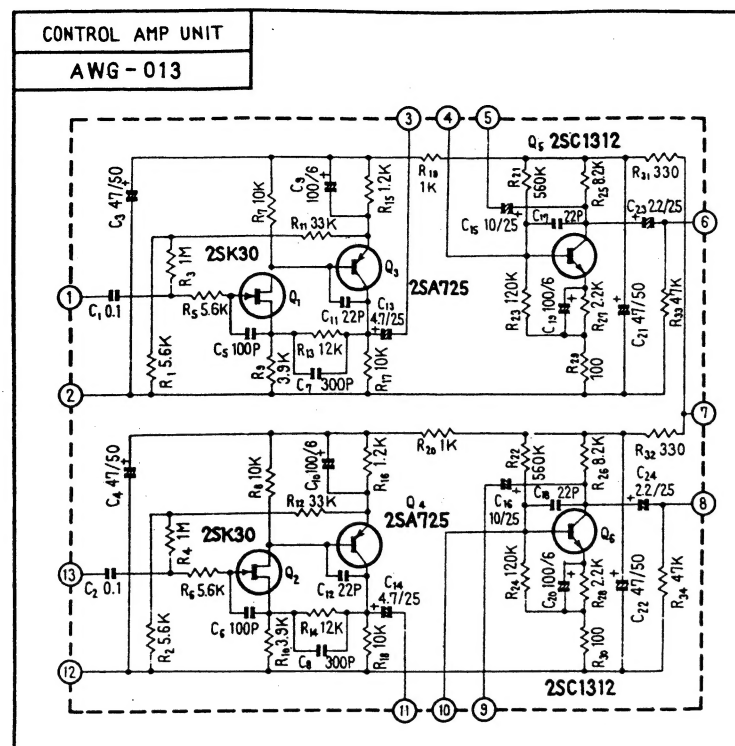 CONTROL AMP UNIT
AWG-013
3
4
5
Q5 2SC1312
C3 47/50
R7 10K
C9 100/6
R15 1.2K
R19 1K
R21 560K
R25 8.2K
R31 330
R11 33K
C15 10/25
C17 22P
C23 2.2/25
6
R3 1M
2SK30
Q3
2SA725
1
C1 0.1
R5 5.6K
Q1
C11 22P
C13 4.7/25
R23 120K
C19 100/6
R27 2.2K
C21 47/50
R33 47K
C5 100P
R13 12K
R1 5.6K
R9 3.9K
C7 300P
R17 10K
R29 100
2
7
C4 47/50
R8 10K
C10 100/6
R16 1.2K
R20 1K
R22 560K
R26 8.2K
R32 330
R12 33K
C16 10/25
C18 22P
C24 2.2/25
8
R4 1M
2SK30
Q4
2SA725
Q6
13
C2 0.1
R6 5.6K
Q2
C12 22P
C14 4.7/25
R24 120K
C20 100/6
R28 2.2K
C22 47/50
R34 47K
C6 100P
R14 12K
R2 5.6K
R10 3.9K
C8 300P
R18 10K
R30 100
12
2SC1312
11
10
9